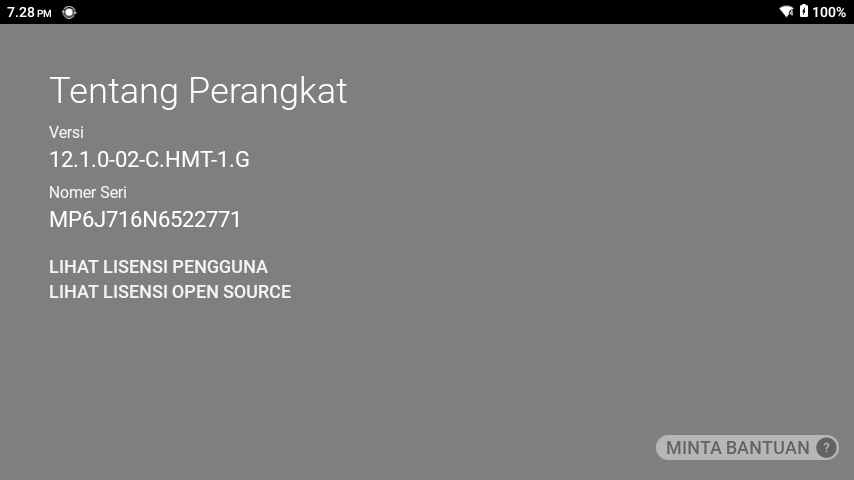 7.28 PM
100%
Tentang Perangkat
Versi
12.1.0-02-C.HMT-1.G
Nomer Seri
MP6J716N6522771
LIHAT LISENSI PENGGUNA
LIHAT LISENSI OPEN SOURCE
MINTA BANTUAN ?